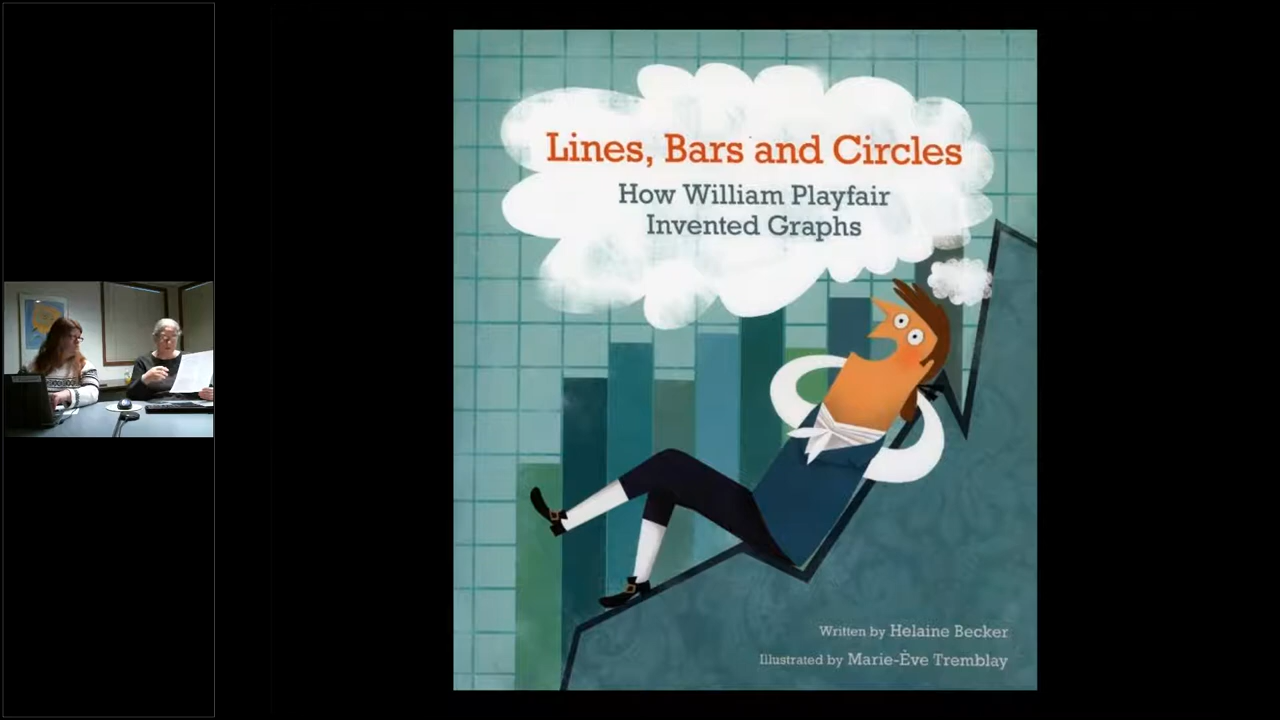 Lines, Bars and Circles
How William Playfair
Invented Graphs
Written by Helaine Becker
Illustrated by Marie-Ève Tremblay